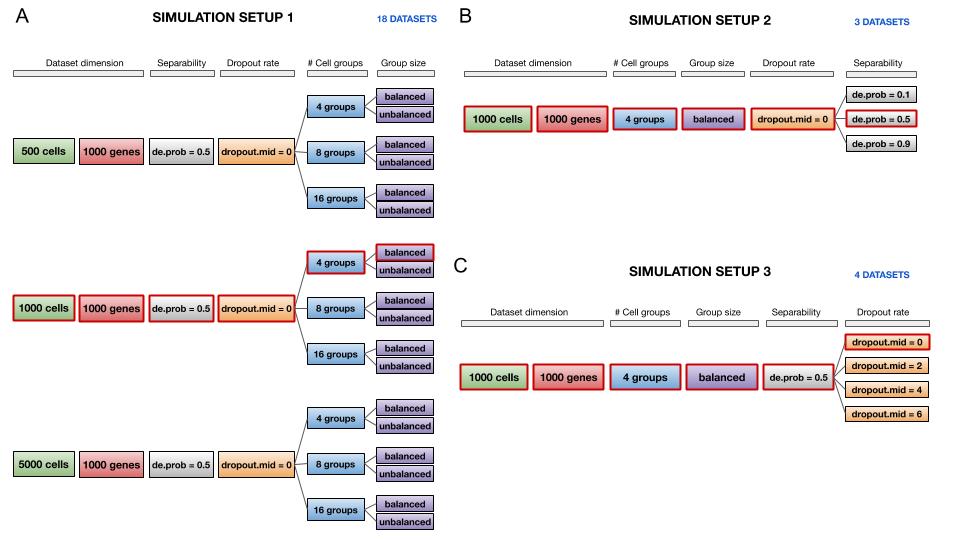 A
SIMULATION SETUP 1
18 DATASETS
Dataset dimension
Separability
Dropout rate
# Cell groups
Group size
500 cells
1000 genes
de.prob = 0.5
dropout.mid = 0
4 groups
balanced
unbalanced
8 groups
balanced
unbalanced
16 groups
balanced
unbalanced
1000 cells
1000 genes
de.prob = 0.5
dropout.mid = 0
4 groups
balanced
unbalanced
8 groups
balanced
unbalanced
16 groups
balanced
unbalanced
5000 cells
1000 genes
de.prob = 0.5
dropout.mid = 0
4 groups
balanced
unbalanced
8 groups
balanced
unbalanced
16 groups
balanced
unbalanced
B
SIMULATION SETUP 2
3 DATASETS
Dataset dimension
# Cell groups
Group size
Dropout rate
Separability
1000 cells
1000 genes
4 groups
balanced
dropout.mid = 0
de.prob = 0.1
de.prob = 0.5
de.prob = 0.9
C
SIMULATION SETUP 3
4 DATASETS
Dataset dimension
# Cell groups
Group size
Separability
Dropout rate
1000 cells
1000 genes
4 groups
balanced
de.prob = 0.5
dropout.mid = 0
dropout.mid = 2
dropout.mid = 4
dropout.mid = 6